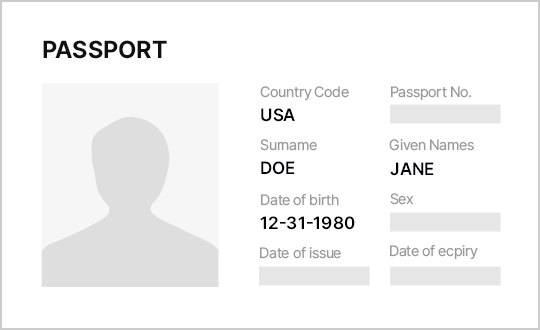 PASSPORT
Country Code
USA
Passport No.
Surname
DOE
Given Names
JANE
Date of birth
12-31-1980
Sex
Date of issue
Date of ecpiry